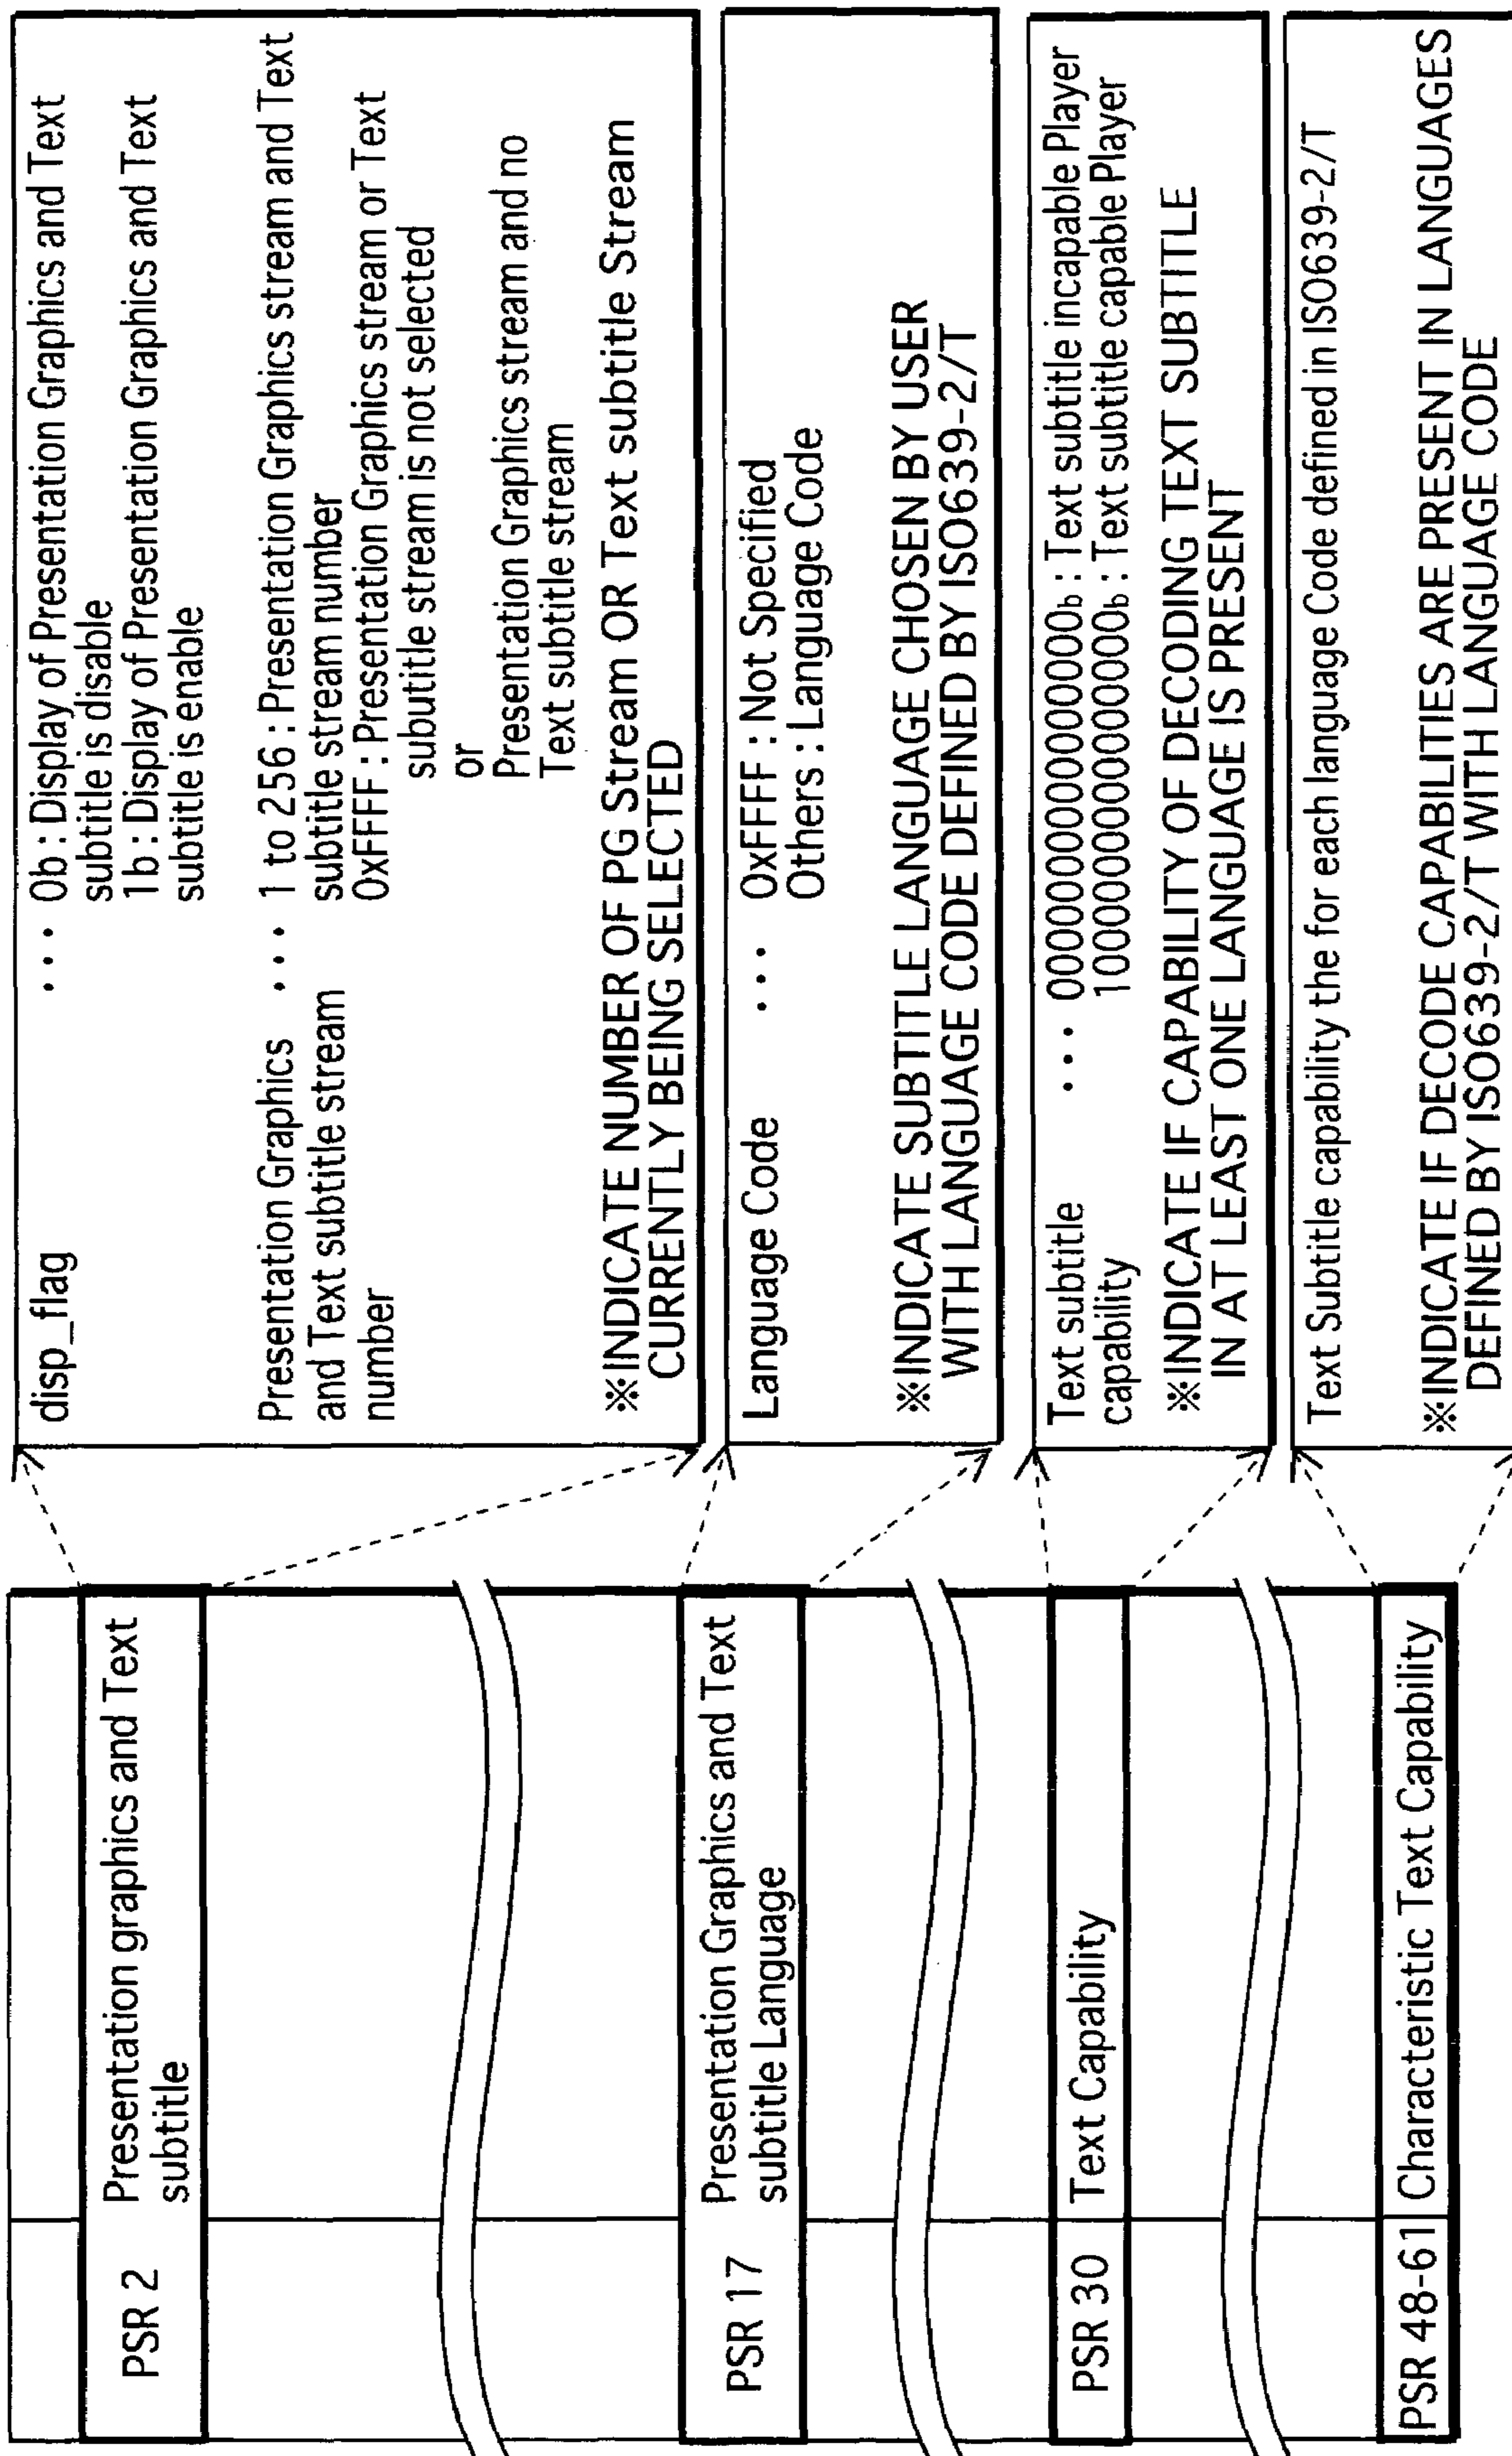 PSR 2 Presentation graphics and Text
subtitle
PSR 17 Presentation Graphics and Text
subtitle Language
PSR 30 Text Capability
PSR 48-61 Characteristic Text Capability
disp_flag ・・・ 0b : Display of Presentation Graphics and Text
subtitle is disable
1b : Display of Presentation Graphics and Text
subtitle is enable
Presentation Graphics ・・・ 1 to 256 : Presentation Graphics stream and Text
and Text subtitle stream subtitle stream number
number 0xFFF : Presentation Graphics stream or Text
subutitle stream is not selected
or
Presentation Graphics stream and no
Text subtitle stream
※INDICATE NUMBER OF PG Stream OR Text subtitle Stream
CURRENTLY BEING SELECTED
Language Code ・・・ 0xFFFF : Not Specified
Others : Language Code
※INDICATE SUBTITLE LANGUAGE CHOSEN BY USER
WITH LANGUAGE CODE DEFINED BY ISO639-2/T
Text subtitle ・・・ 00000000000000000b : Text subtitle incapable Player
capability 10000000000000000b : Text subtitle capable Player
※INDICATE IF CAPABILITY OF DECODING TEXT SUBTITLE
IN AT LEAST ONE LANGUAGE IS PRESENT
Text Subtitle capability the for each language Code defined in ISO639-2/T
※INDICATE IF DECODE CAPABILITIES ARE PRESENT IN LANGUAGES
DEFINED BY ISO639-2/T WITH LANGUAGE CODE